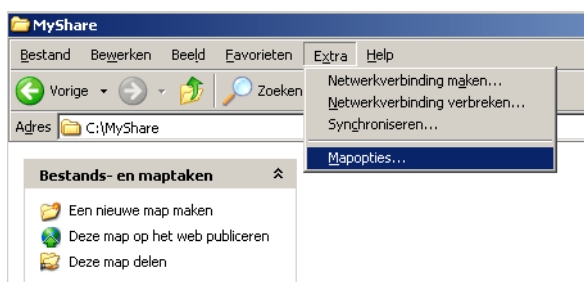 MyShare
Bestand Bewerken Beeld Favorieten Extra Help
Vorige Zoeken
Netwerkverbinding maken...
Netwerkverbinding verbreken...
Synchroniseren...
Mapopties...
Adres C:\MyShare
Bestands- en maptaken
Een nieuwe map maken
Deze map op het web publiceren
Deze map delen